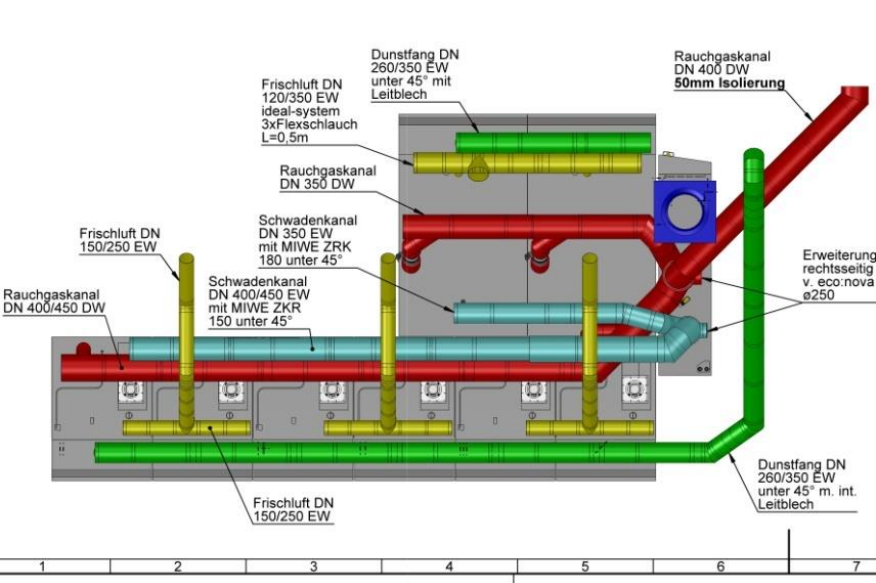 Dunstfang DN
260/350 EW
unter 45° mit
Leitblech
Rauchgaskanal
DN 400 DW
50mm Isolierung
Frischluft DN
120/350 EW
ideal-system
3xFlexschlauch
L=0,5m
Rauchgaskanal
DN 350 DW
Frischluft DN
150/250 EW
Schwadenkanal
DN 350 EW
mit MIWE ZRK
180 unter 45°
Erweiterung
rechtsseitig
v. eco:nova
ø250
Schwadenkanal
DN 400/450 EW
mit MIWE ZKR
150 unter 45°
Rauchgaskanal
DN 400/450 DW
Dunstfang DN
260/350 EW
unter 45° m. int.
Leitblech
Frischluft DN
150/250 EW
1 2 3 4 5 6 7